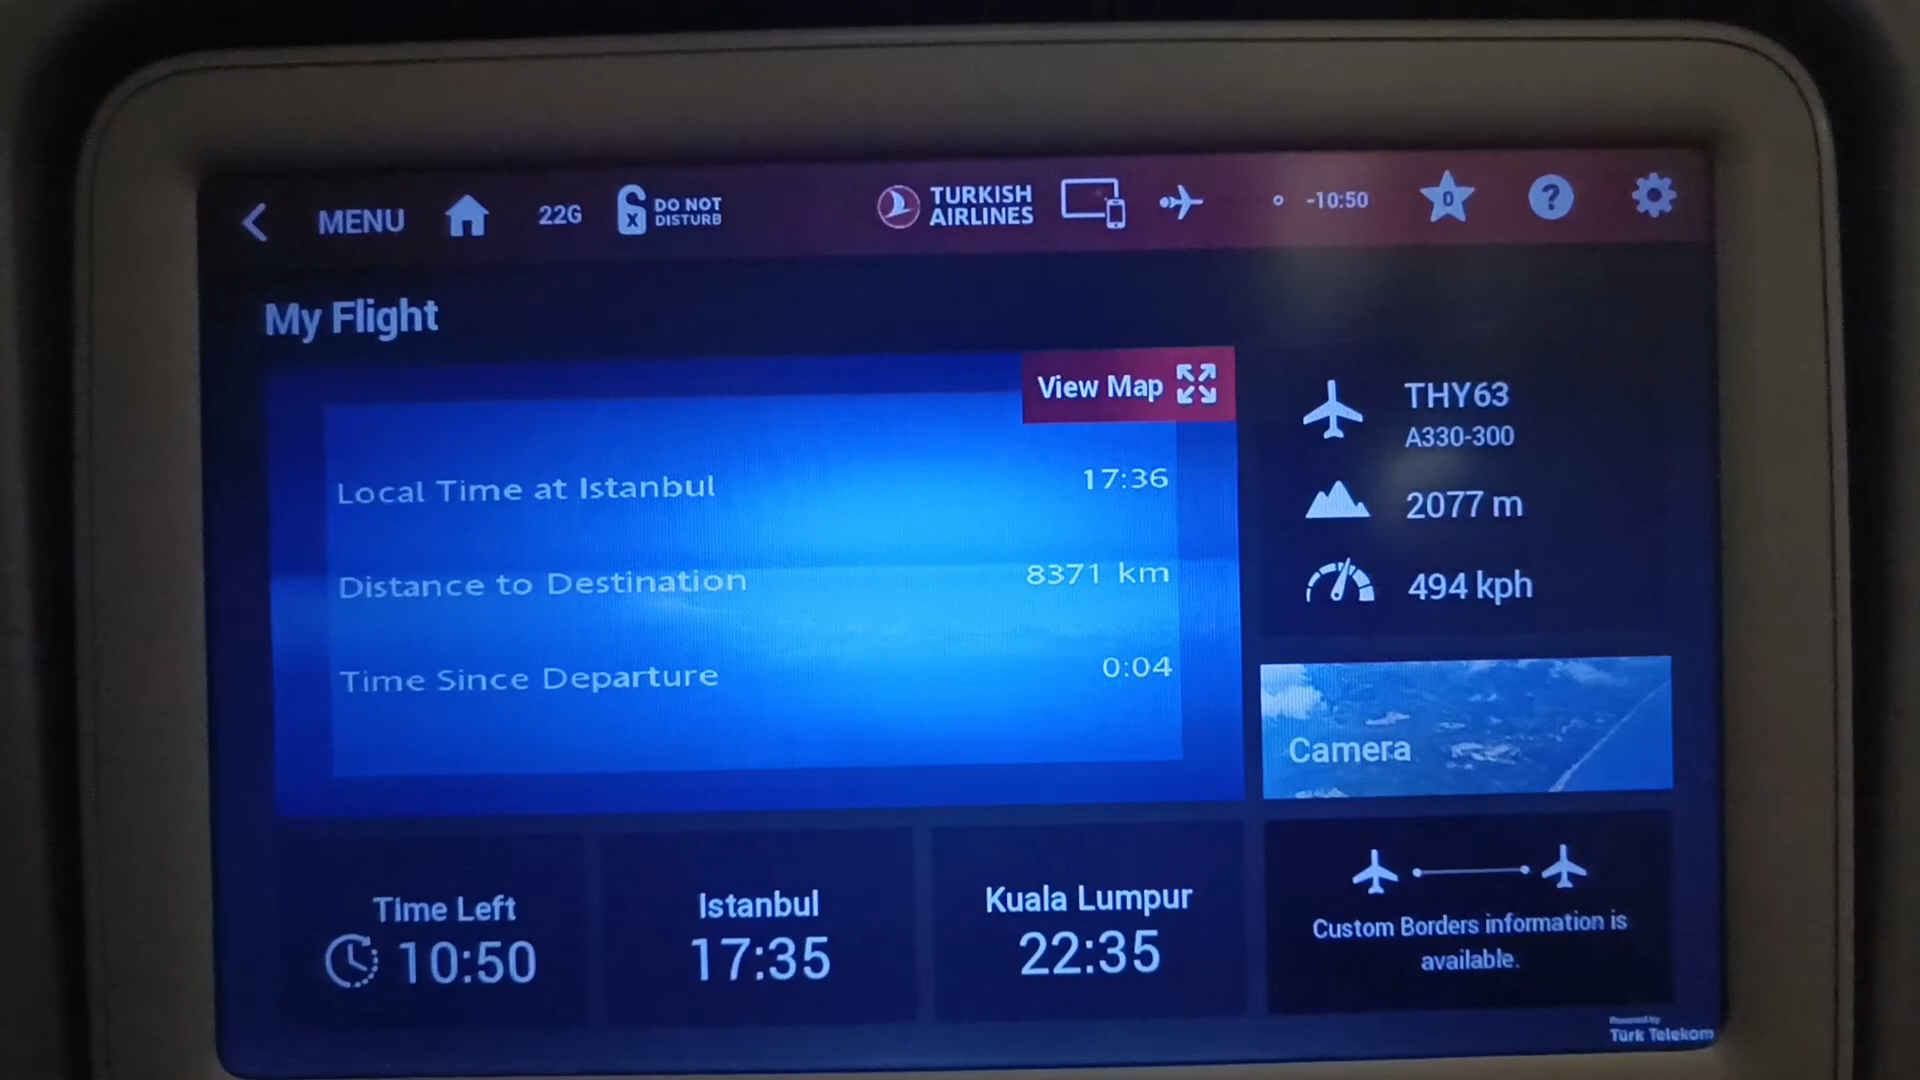 MENU
22G
x
DO NOT
DISTURB
TURKISH
AIRLINES
-10:50
0
?
My Flight
View Map
Local Time at Istanbul 17:36
Distance to Destination 8371 km
Time Since Departure 0:04
THY63
A330-300
2077 m
494 kph
Camera
Time Left
10:50
Istanbul
17:35
Kuala Lumpur
22:35
Custom Borders information is
available.
Powered by
Türk Telekom